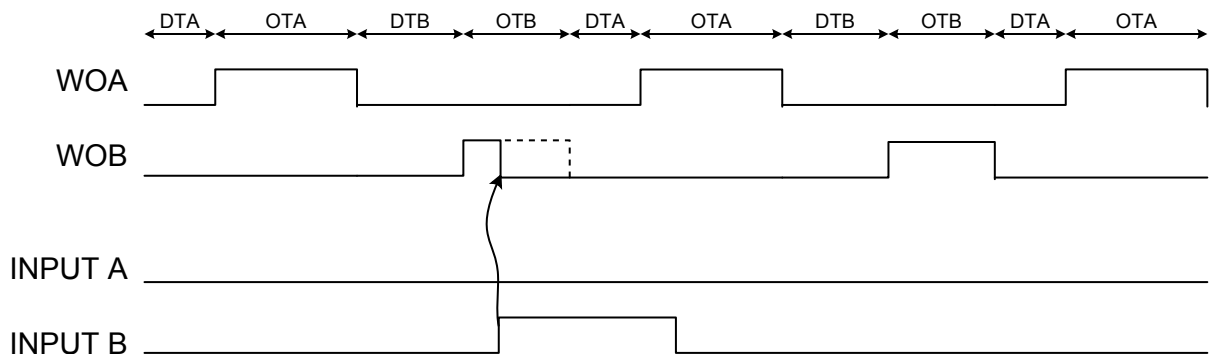 DTA OTA DTB OTB DTA OTA DTB OTB DTA OTA
WOA
WOB
INPUT A
INPUT B